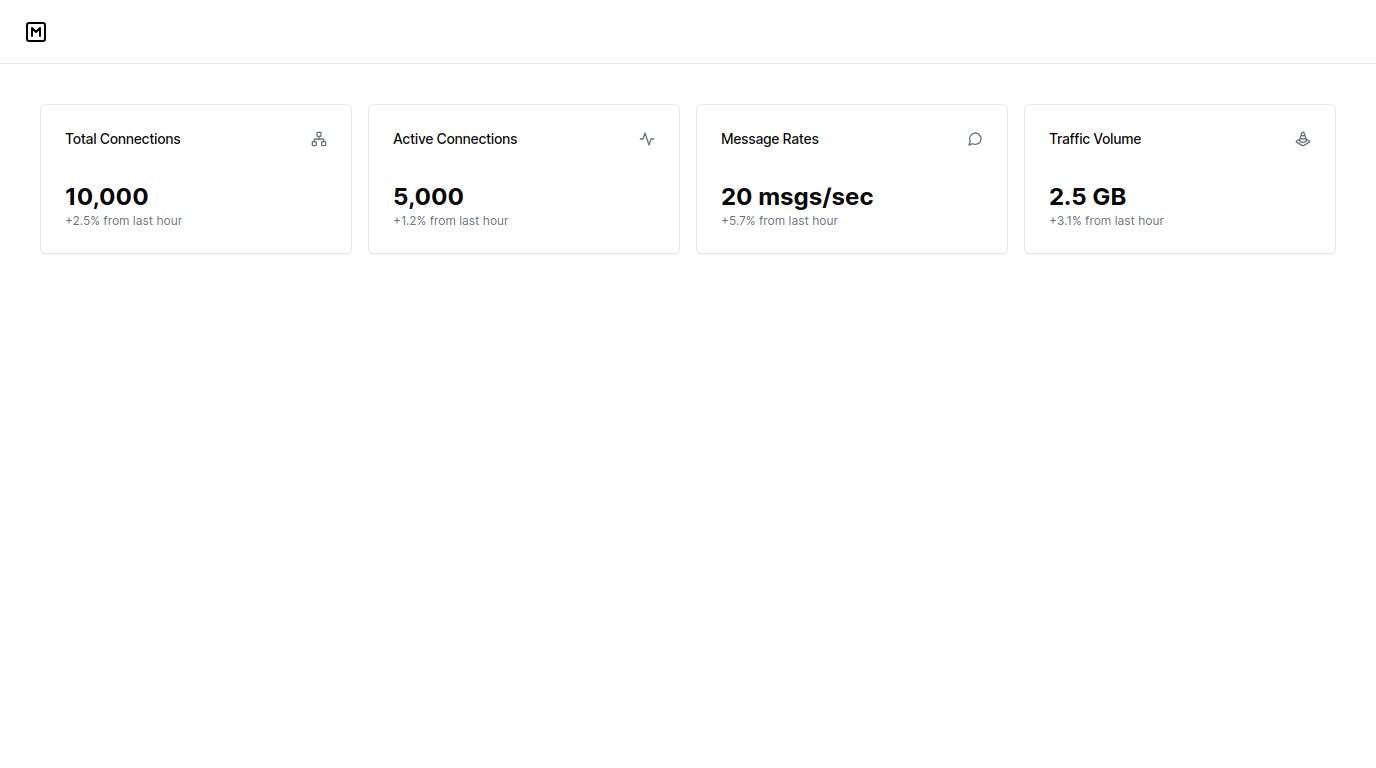 M
Total Connections
10,000
+2.5% from last hour
Active Connections
5,000
+1.2% from last hour
Message Rates
20 msgs/sec
+5.7% from last hour
Traffic Volume
2.5 GB
+3.1% from last hour